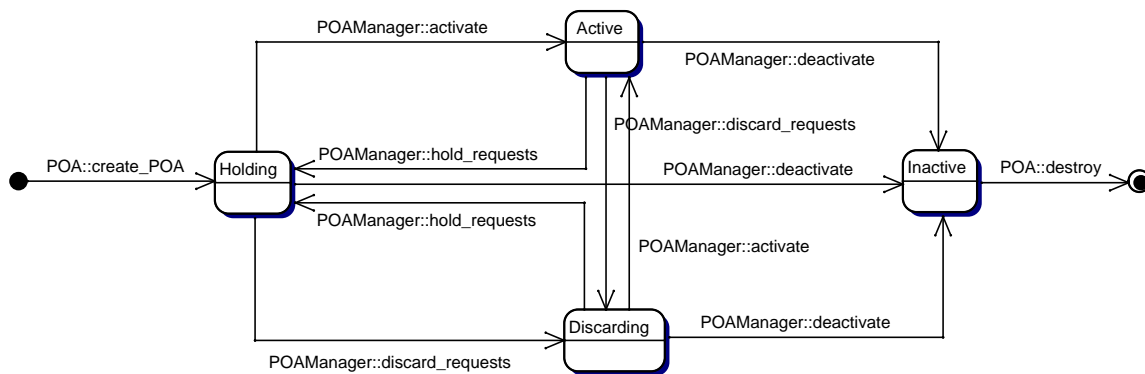 POAManager::activate
Active
POAManager::deactivate
POAManager::discard_requests
POAManager::hold_requests
POA::create_POA
Holding
POAManager::deactivate
Inactive
POA::destroy
POAManager::hold_requests
POAManager::activate
Discarding
POAManager::deactivate
POAManager::discard_requests